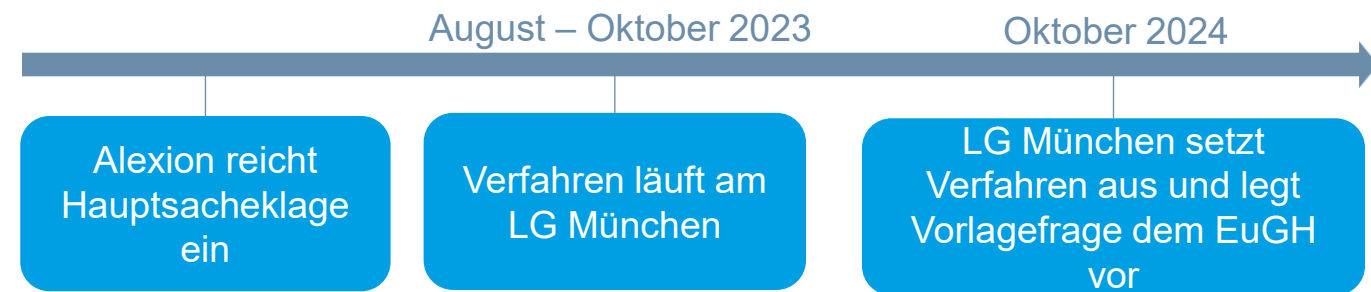 August – Oktober 2023
Oktober 2024
Alexion reicht
Hauptsacheklage
ein
Verfahren läuft am
LG München
LG München setzt
Verfahren aus und legt
Vorlagefrage dem EuGH
vor